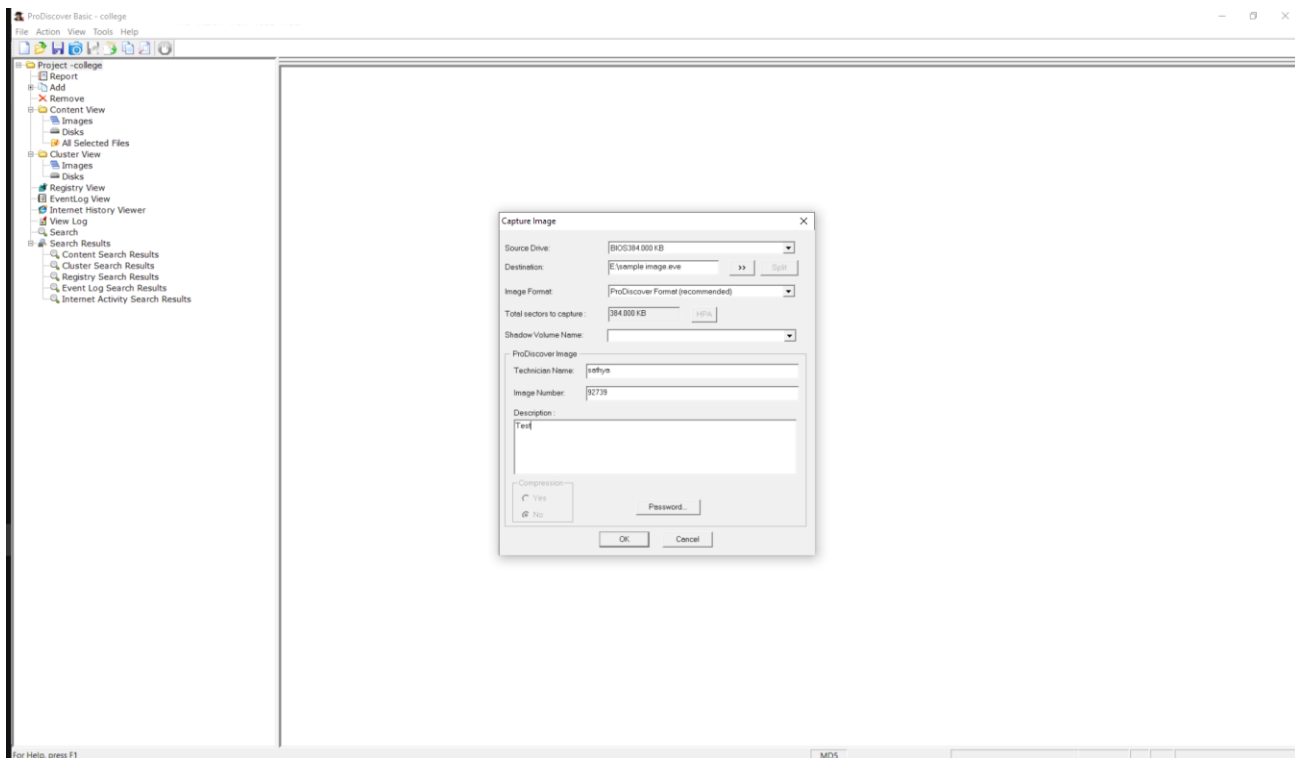 ProDiscover Basic - college
File Action View Tools Help
Project -college
Report
Add
Remove
Content View
Images
Disks
All Selected Files
Cluster View
Images
Disks
Registry View
EventLog View
Internet History Viewer
View Log
Search
Search Results
Content Search Results
Cluster Search Results
Registry Search Results
Event Log Search Results
Internet Activity Search Results
Capture Image
Source Drive: BIOS384.000 KB
Destination: E:\sample image.eve >> Split
Image Format: ProDiscover Format (recommended)
Total sectors to capture : 384.000 KB HPA
Shadow Volume Name:
ProDiscover Image
Technician Name: sathya
Image Number: 92739
Description :
Test
Compression
Yes
No
Password...
OK Cancel
For Help, press F1 MD5